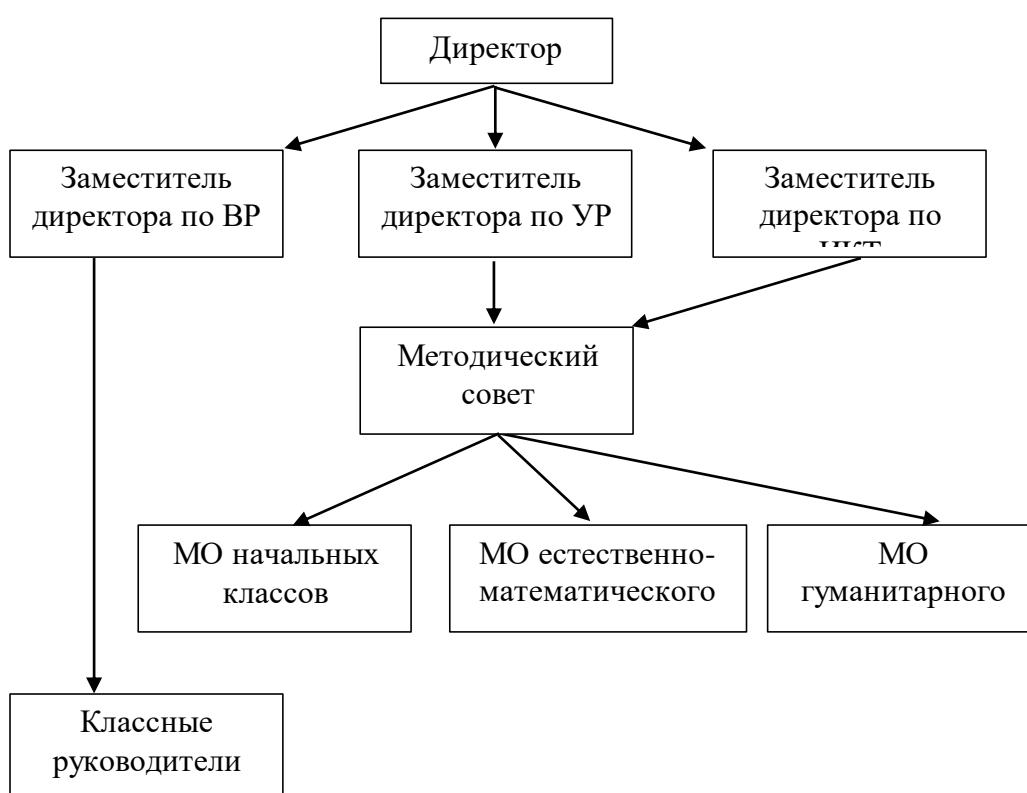 Директор
Заместитель
директора по ВР
Заместитель
директора по УР
Заместитель
директора по
Методический
совет
МО начальных
классов
МО естественно-
математического
МО
гуманитарного
Классные
руководители